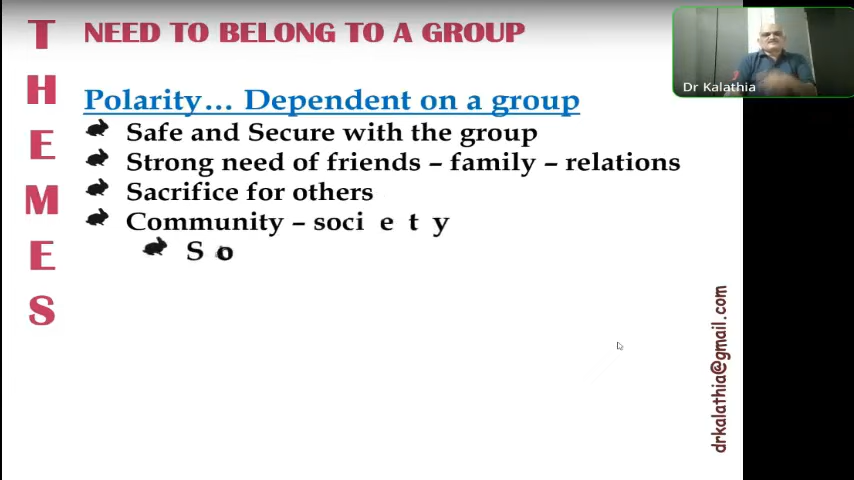 THEMES
NEED TO BELONG TO A GROUP
Polarity... Dependent on a group
Safe and Secure with the group
Strong need of friends – family – relations
Sacrifice for others
Community – soci e t y
S o
Dr Kalathia
drkalathia@gmail.com